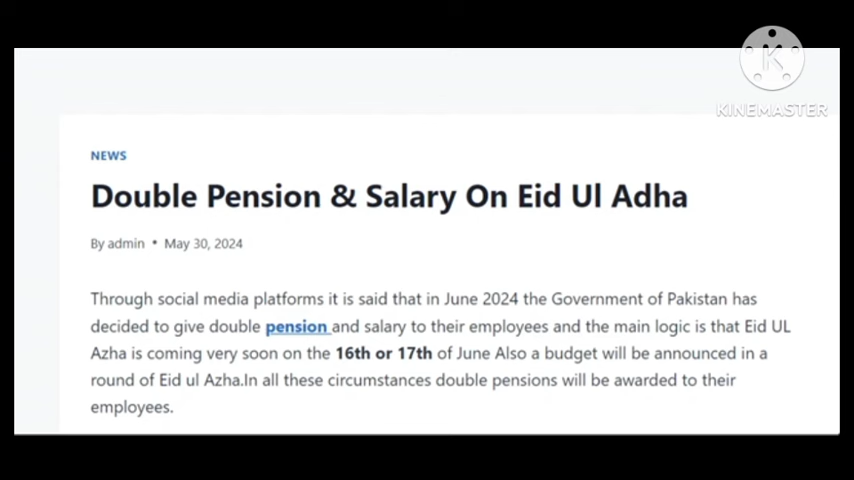 KINEMASTER
NEWS
Double Pension & Salary On Eid Ul Adha
By admin • May 30, 2024
Through social media platforms it is said that in June 2024 the Government of Pakistan has
decided to give double pension and salary to their employees and the main logic is that Eid UL
Azha is coming very soon on the 16th or 17th of June Also a budget will be announced in a
round of Eid ul Azha.In all these circumstances double pensions will be awarded to their
employees.